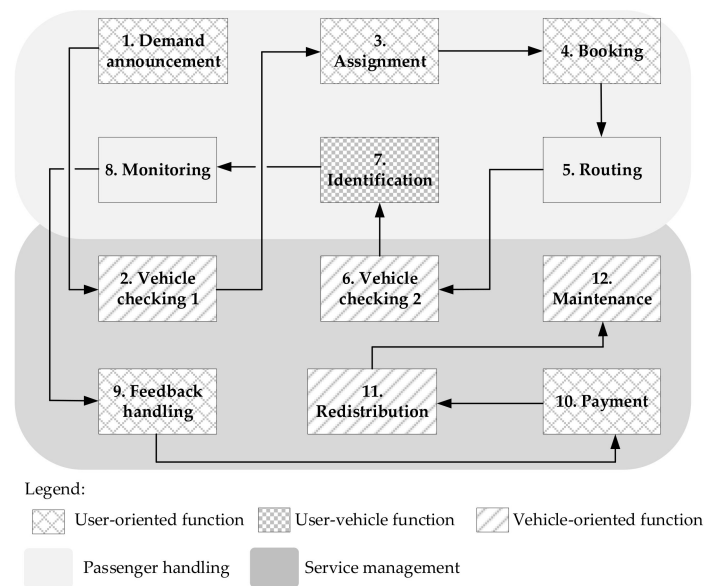 1. Demand
announcement
3.
Assignment
4. Booking
8. Monitoring
7.
Identification
5. Routing
2. Vehicle
checking 1
6. Vehicle
checking 2
12.
Maintenance
9. Feedback
handling
11.
Redistribution
10. Payment
Legend:
User-oriented function
User-vehicle function
Vehicle-oriented function
Passenger handling
Service management